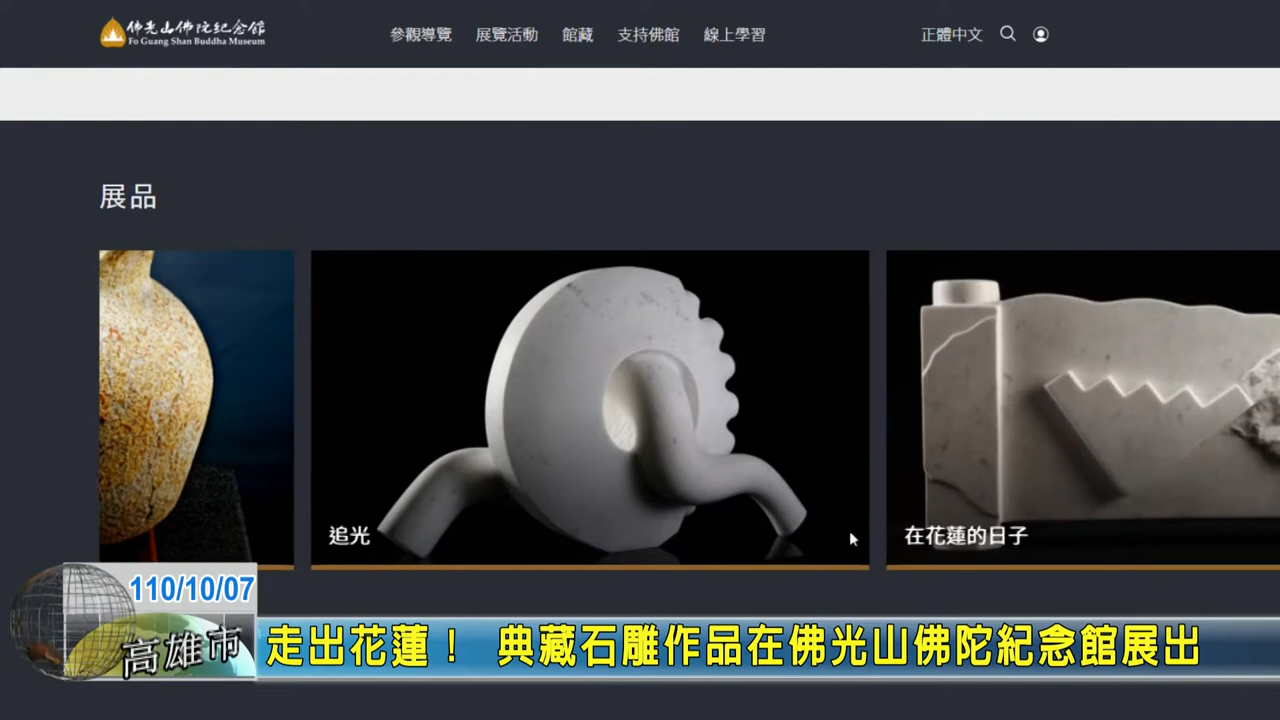 佛光山佛陀紀念館
Fo Guang Shan Buddha Museum
參觀導覽 展覽活動 館藏 支持佛館 線上學習
正體中文
展品
追光
在花蓮的日子
110/10/07
高雄市
走出花蓮！ 典藏石雕作品在佛光山佛陀紀念館展出